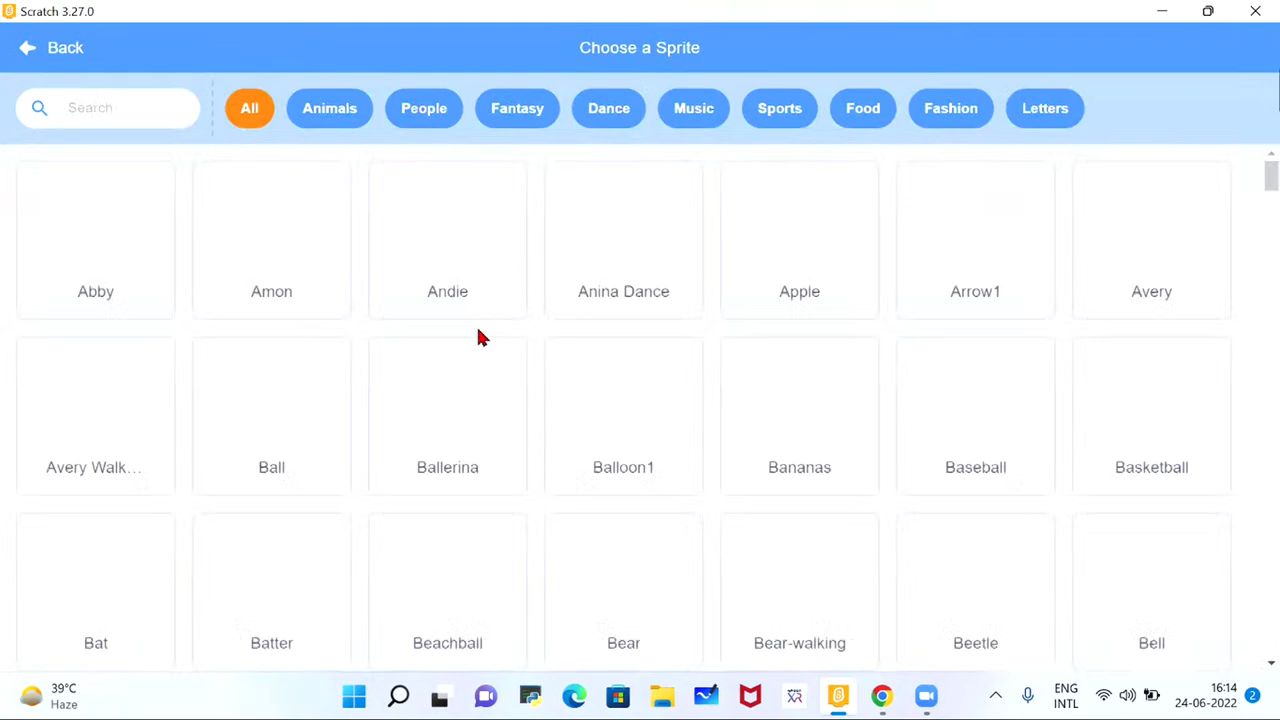 Scratch 3.27.0
Back
Choose a Sprite
Search
All
Animals
People
Fantasy
Dance
Music
Sports
Food
Fashion
Letters
Abby
Amon
Andie
Anina Dance
Apple
Arrow1
Avery
Avery Walk...
Ball
Ballerina
Balloon1
Bananas
Baseball
Basketball
Bat
Batter
Beachball
Bear
Bear-walking
Beetle
Bell
39°C
Haze
ENG
INTL
16:14
24-06-2022
2